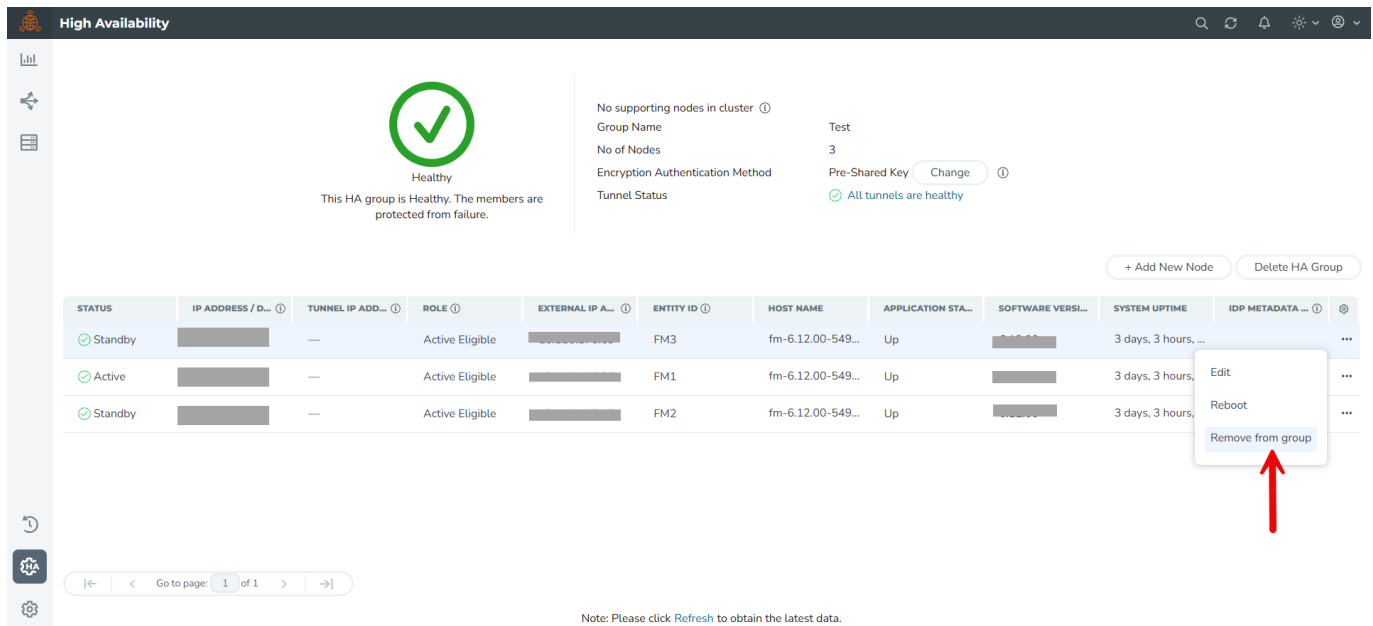 High Availability
Healthy
This HA group is Healthy. The members are
protected from failure.
No supporting nodes in cluster
Group Name Test
No of Nodes 3
Encryption Authentication Method Pre-Shared Key Change
Tunnel Status All tunnels are healthy
+ Add New Node Delete HA Group
STATUS IP ADDRESS / D... TUNNEL IP ADD... ROLE EXTERNAL IP A... ENTITY ID HOST NAME APPLICATION STA... SOFTWARE VERSI... SYSTEM UPTIME IDP METADATA ...
Standby — Active Eligible FM3 fm-6.12.00-549... Up 3 days, 3 hours, ...
Active — Active Eligible FM1 fm-6.12.00-549... Up 3 days, 3 hours,
Standby — Active Eligible FM2 fm-6.12.00-549... Up 3 days, 3 hours,
Edit
Reboot
Remove from group
HA
Go to page: 1 of 1
Note: Please click Refresh to obtain the latest data.